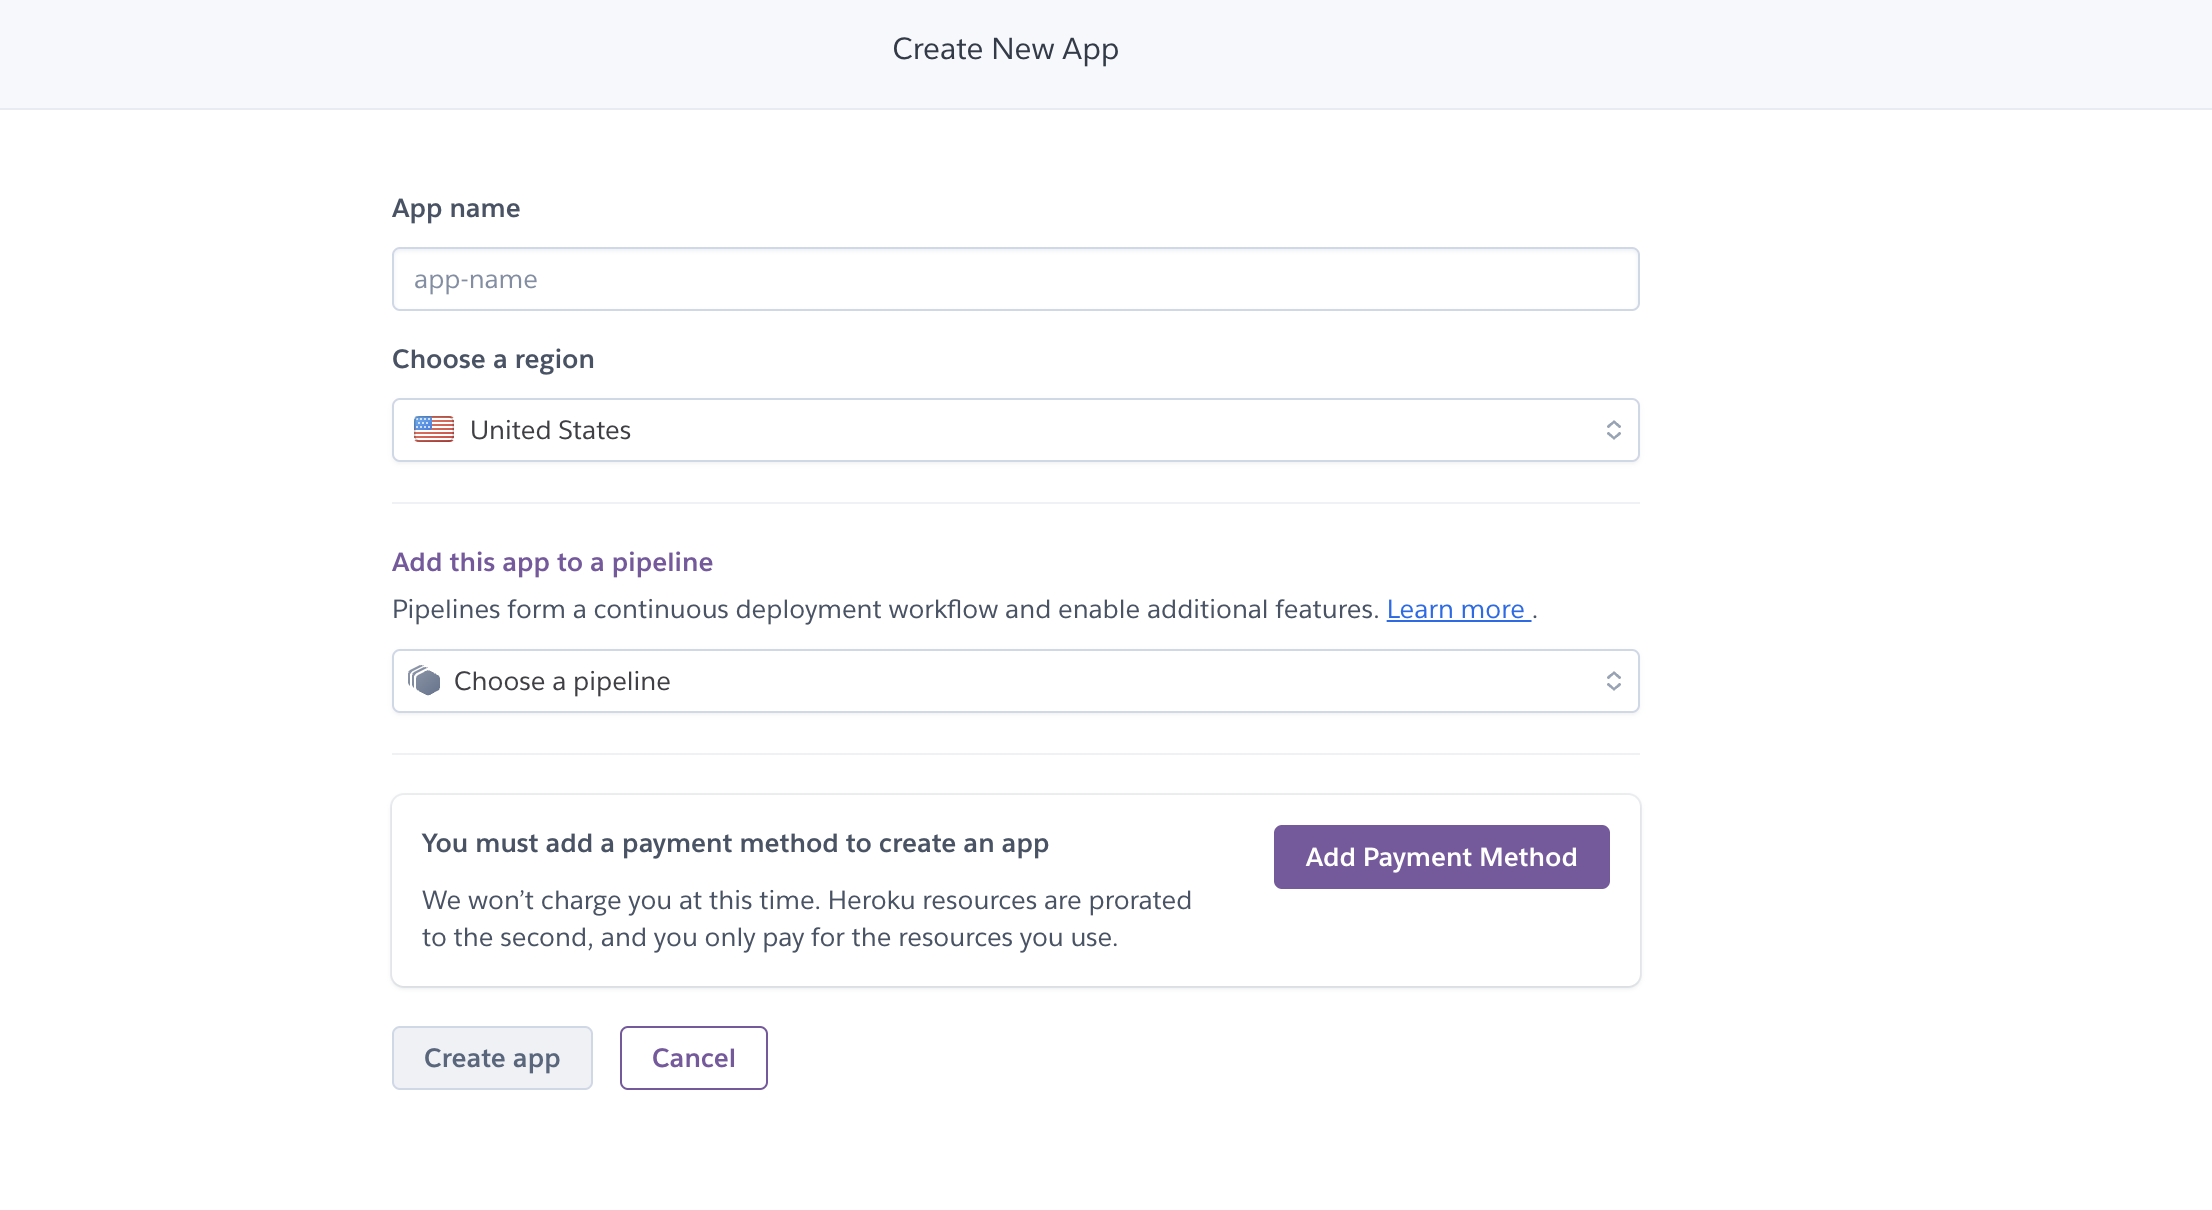 Create New App
App name
app-name
Choose a region
United States
Add this app to a pipeline
Pipelines form a continuous deployment workflow and enable additional features. Learn more .
Choose a pipeline
You must add a payment method to create an app
Add Payment Method
We won’t charge you at this time. Heroku resources are prorated
to the second, and you only pay for the resources you use.
Create app
Cancel